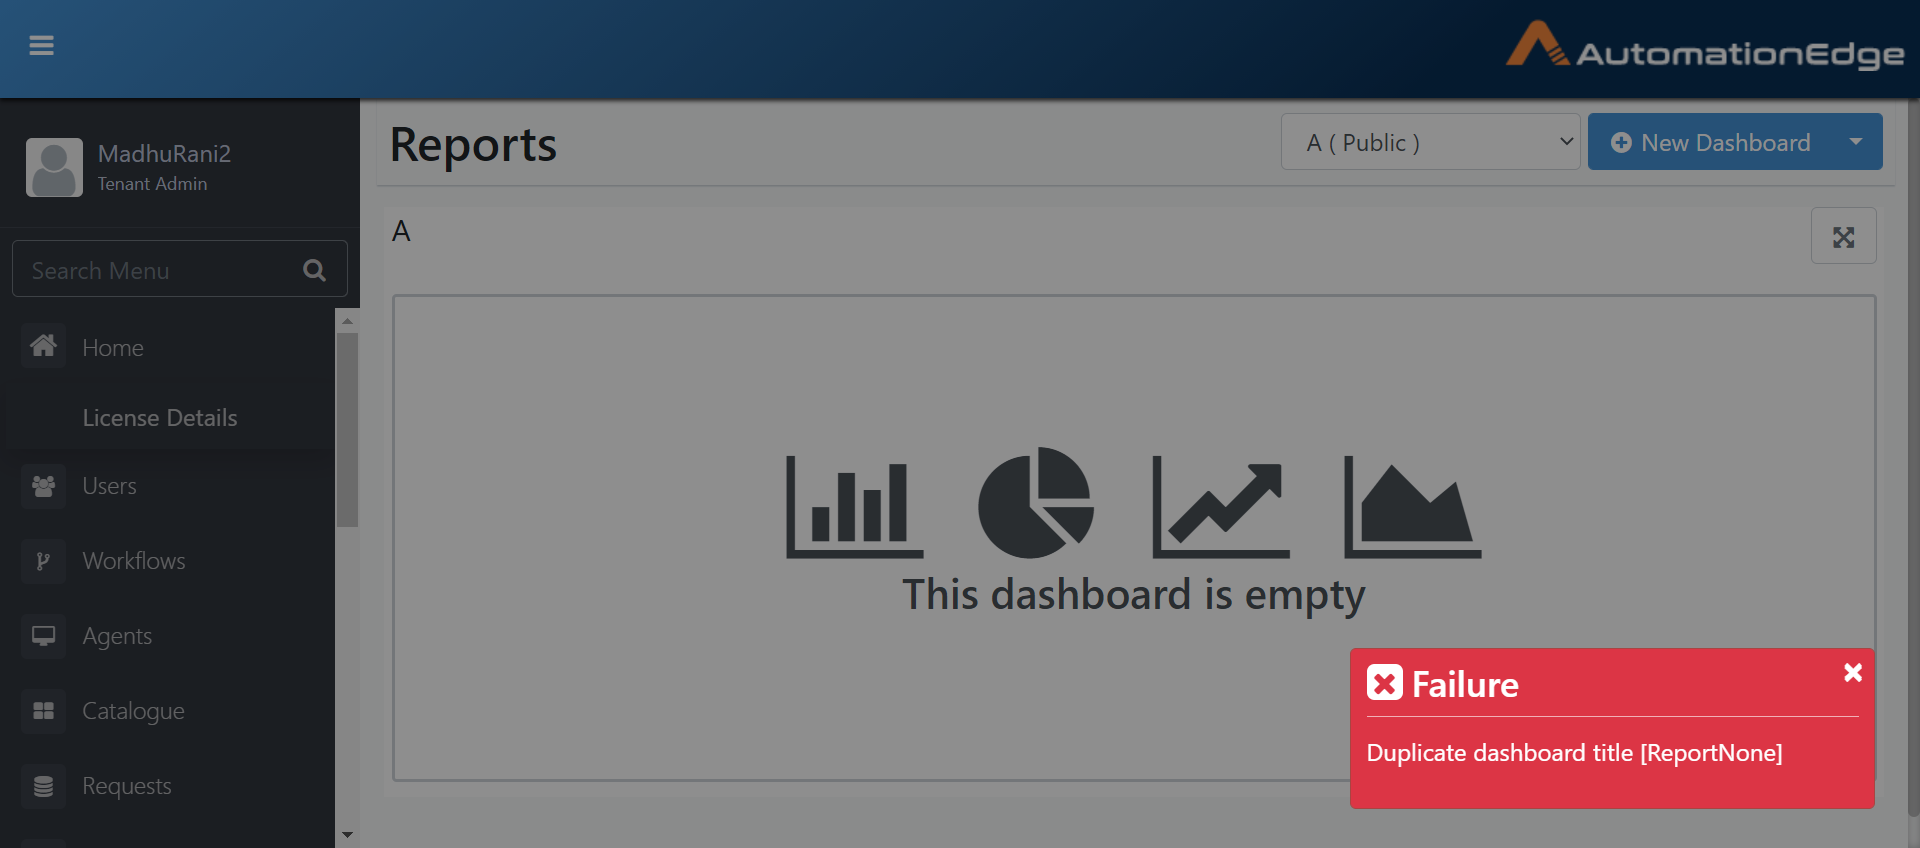 AutomationEdge
MadhuRani2
Tenant Admin
Search Menu
Home
License Details
Users
Workflows
Agents
Catalogue
Requests
Reports
A ( Public )
New Dashboard
A
This dashboard is empty
Failure
Duplicate dashboard title [ReportNone]